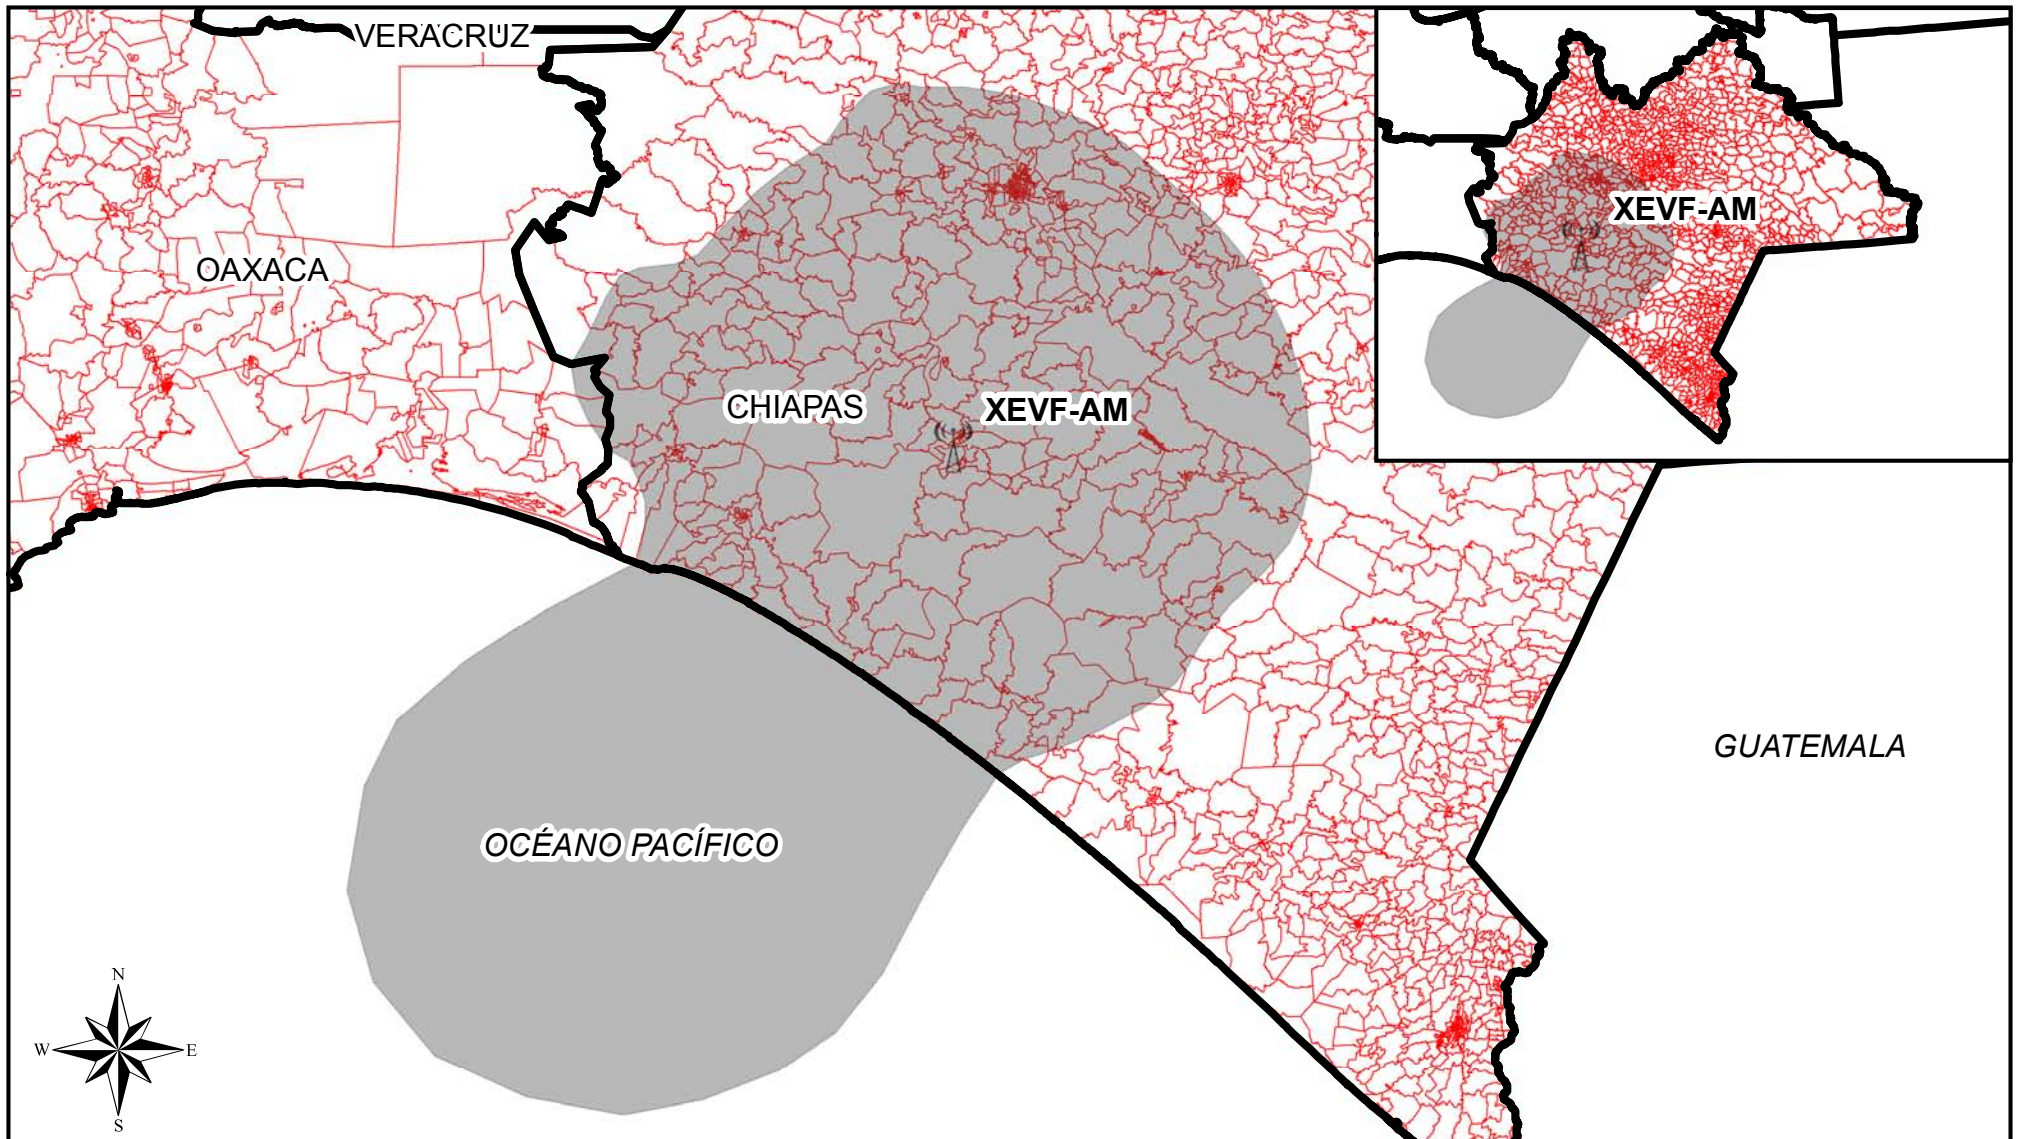 VERACRUZ
XEVF-AM
OAXACA
CHIAPAS
XEVF-AM
GUATEMALA
OCÉANO PACÍFICO
N
W
E
S